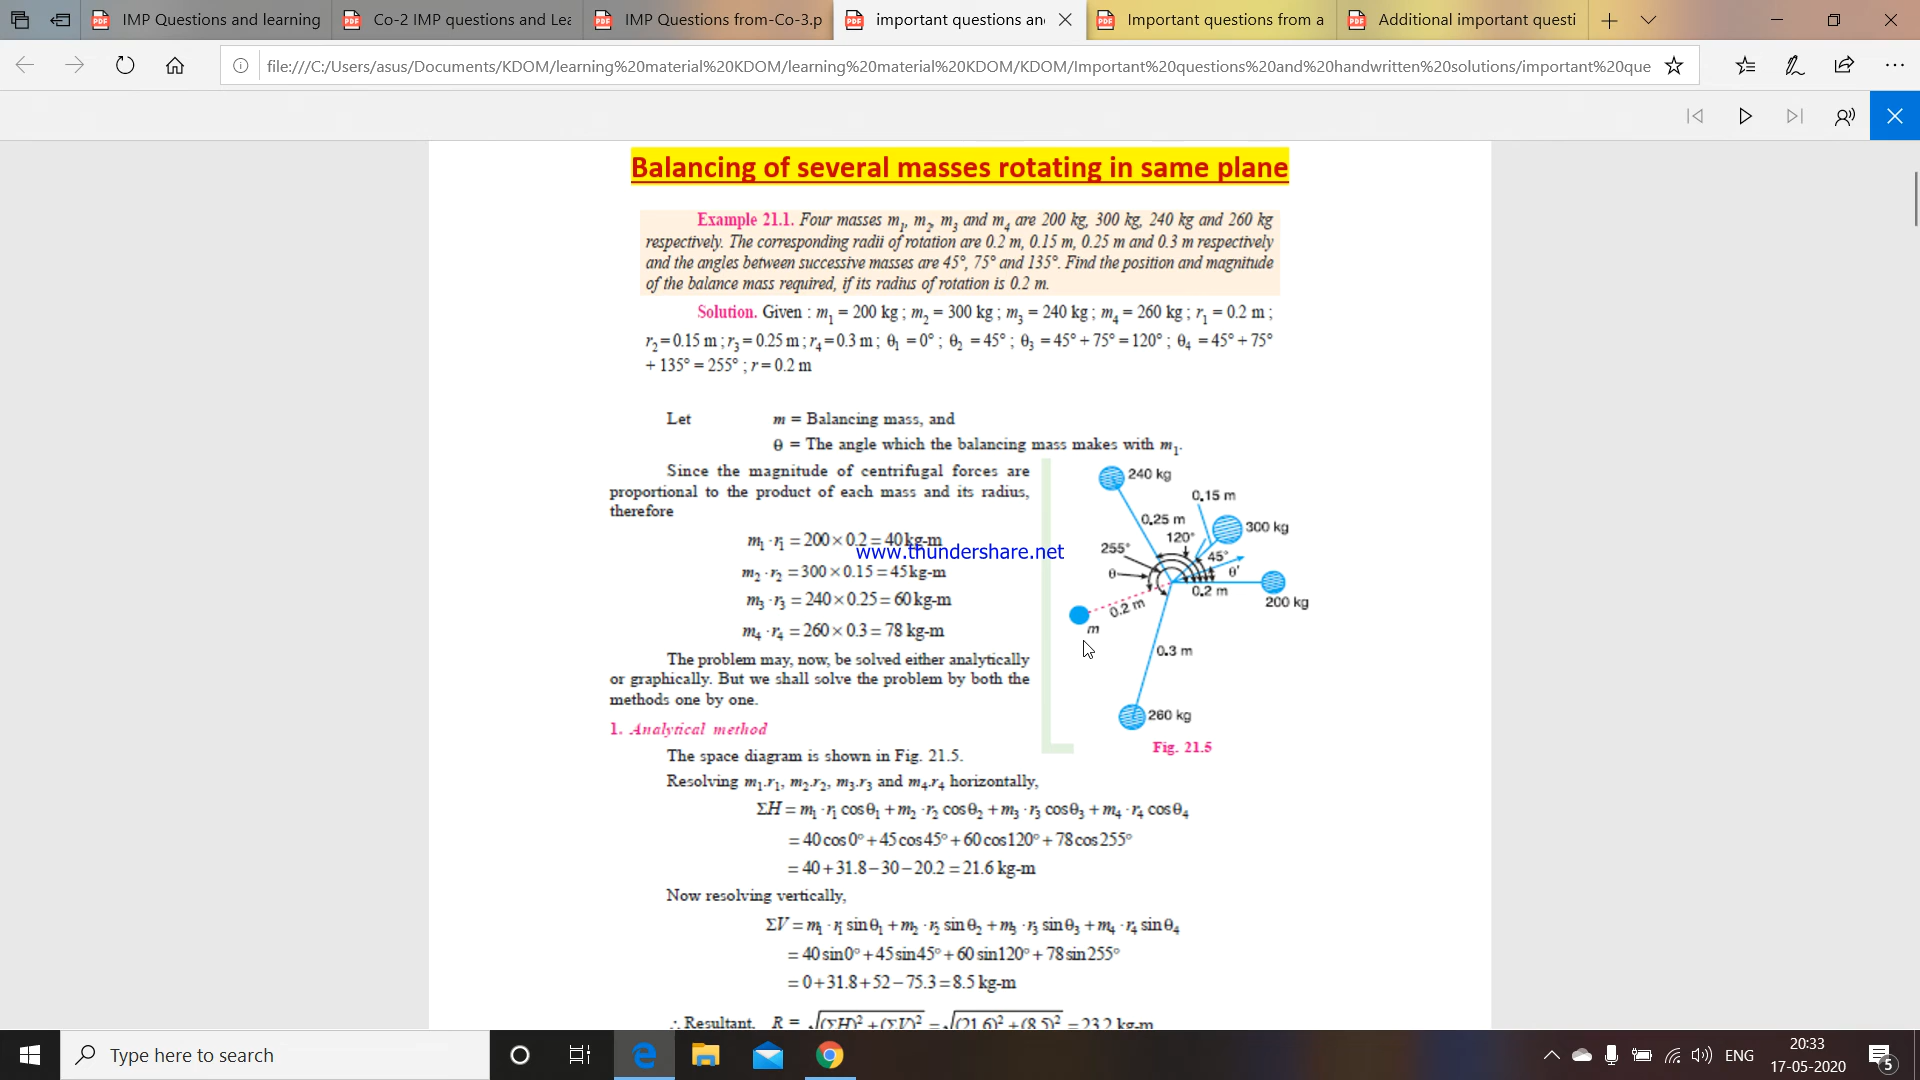 IMP Questions and learning
Co-2 IMP questions and Lea
IMP Questions from-Co-3.p
important questions and
Important questions from a
Additional important questi
file:///C:/Users/asus/Documents/KDOM/learning%20material%20KDOM/learning%20material%20KDOM/KDOM/Important%20questions%20and%20handwritten%20solutions/important%20que
Balancing of several masses rotating in same plane
Example 21.1. Four masses m₁, m₂, m₃ and m₄ are 200 kg, 300 kg, 240 kg and 260 kg
respectively. The corresponding radii of rotation are 0.2 m, 0.15 m, 0.25 m and 0.3 m respectively
and the angles between successive masses are 45°, 75° and 135°. Find the position and magnitude
of the balance mass required, if its radius of rotation is 0.2 m.
Solution. Given : m₁ = 200 kg ; m₂ = 300 kg ; m₃ = 240 kg ; m₄ = 260 kg ; r₁ = 0.2 m ;
r₂ = 0.15 m ; r₃ = 0.25 m ; r₄ = 0.3 m ; θ₁ = 0° ; θ₂ = 45° ; θ₃ = 45° + 75° = 120° ; θ₄ = 45° + 75°
+ 135° = 255° ; r = 0.2 m
Let m = Balancing mass, and
θ = The angle which the balancing mass makes with m₁.
Since the magnitude of centrifugal forces are
proportional to the product of each mass and its radius,
therefore
m₁ · r₁ = 200 × 0.2 = 40 kg-m
www.thundershare.net
m₂ · r₂ = 300 × 0.15 = 45 kg-m
m₃ · r₃ = 240 × 0.25 = 60 kg-m
m₄ · r₄ = 260 × 0.3 = 78 kg-m
The problem may, now, be solved either analytically
or graphically. But we shall solve the problem by both the
methods one by one.
240 kg
0.15 m
0.25 m
300 kg
120°
255°
45°
θ
θ'
0.2 m
200 kg
0.2 m
m
0.3 m
260 kg
Fig. 21.5
1. Analytical method
The space diagram is shown in Fig. 21.5.
Resolving m₁.r₁, m₂.r₂, m₃.r₃ and m₄.r₄ horizontally,
ΣH = m₁ · r₁ cos θ₁ + m₂ · r₂ cos θ₂ + m₃ · r₃ cos θ₃ + m₄ · r₄ cos θ₄
= 40 cos 0° + 45 cos 45° + 60 cos 120° + 78 cos 255°
= 40 + 31.8 − 30 − 20.2 = 21.6 kg-m
Now resolving vertically,
ΣV = m₁ · r₁ sin θ₁ + m₂ · r₂ sin θ₂ + m₃ · r₃ sin θ₃ + m₄ · r₄ sin θ₄
= 40 sin 0° + 45 sin 45° + 60 sin 120° + 78 sin 255°
= 0 + 31.8 + 52 − 75.3 = 8.5 kg-m
∴ Resultant, R = √(ΣH)² + (ΣV)² = √(21.6)² + (8.5)² = 23.2 kg-m
Type here to search
ENG
20:33
17-05-2020
5